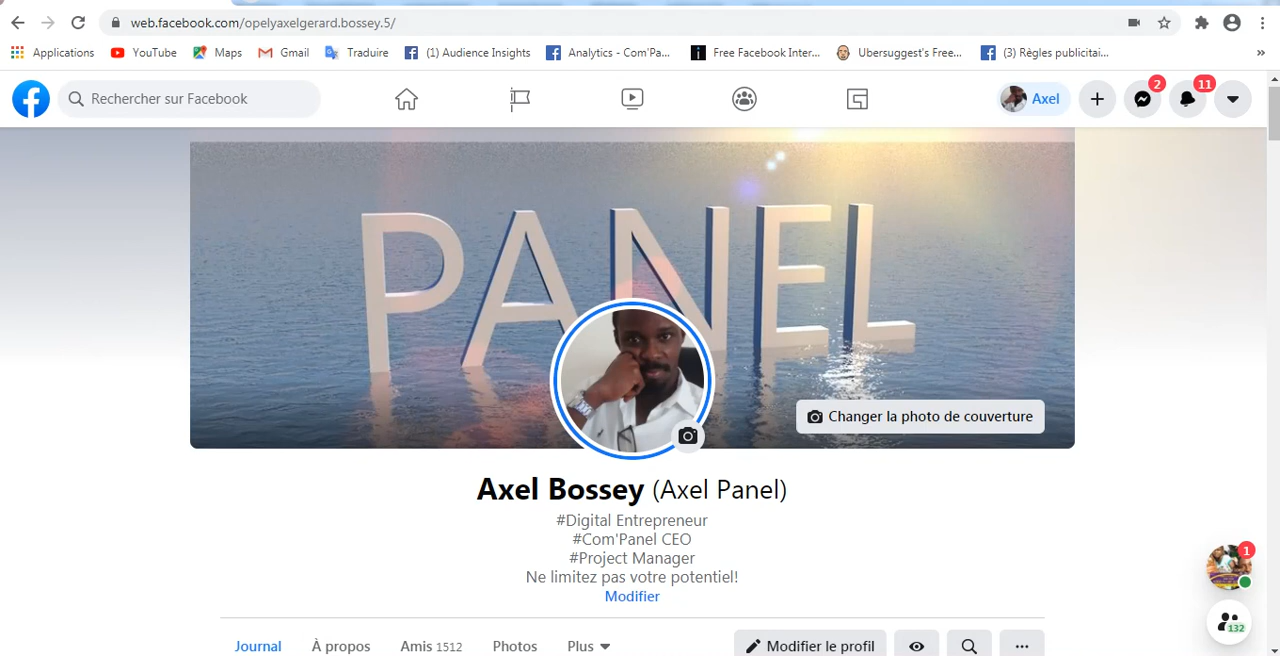 web.facebook.com/opelyaxelgerard.bossey.5/
Applications YouTube Maps Gmail Traduire (1) Audience Insights Analytics - Com'Pa... Free Facebook Inter... Ubersuggest's Free... (3) Règles publicitai... »
Rechercher sur Facebook Axel 2 11
PANEL
Changer la photo de couverture
Axel Bossey (Axel Panel)
#Digital Entrepreneur
#Com'Panel CEO
#Project Manager
Ne limitez pas votre potentiel!
Modifier
1
132
Journal À propos Amis 1512 Photos Plus Modifier le profil